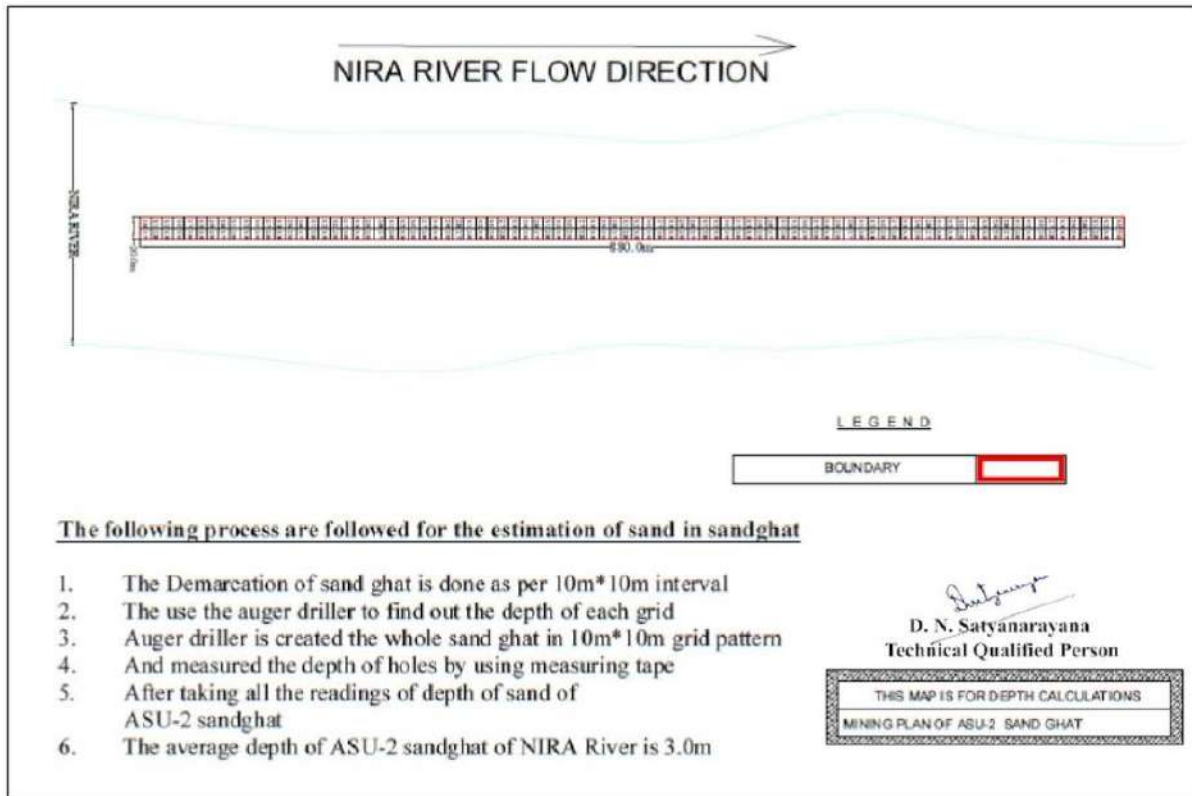 NIRA RIVER FLOW DIRECTION
NIRA RIVER
20.0m
880.0m
LEGEND
BOUNDARY
The following process are followed for the estimation of sand in sandghat
1. The Demarcation of sand ghat is done as per 10m*10m interval
2. The use the auger driller to find out the depth of each grid
3. Auger driller is created the whole sand ghat in 10m*10m grid pattern
4. And measured the depth of holes by using measuring tape
5. After taking all the readings of depth of sand of
ASU-2 sandghat
6. The average depth of ASU-2 sandghat of NIRA River is 3.0m
D. N. Satyanarayana
Technical Qualified Person
THIS MAP IS FOR DEPTH CALCULATIONS
MINING PLAN OF ASU-2 SAND GHAT